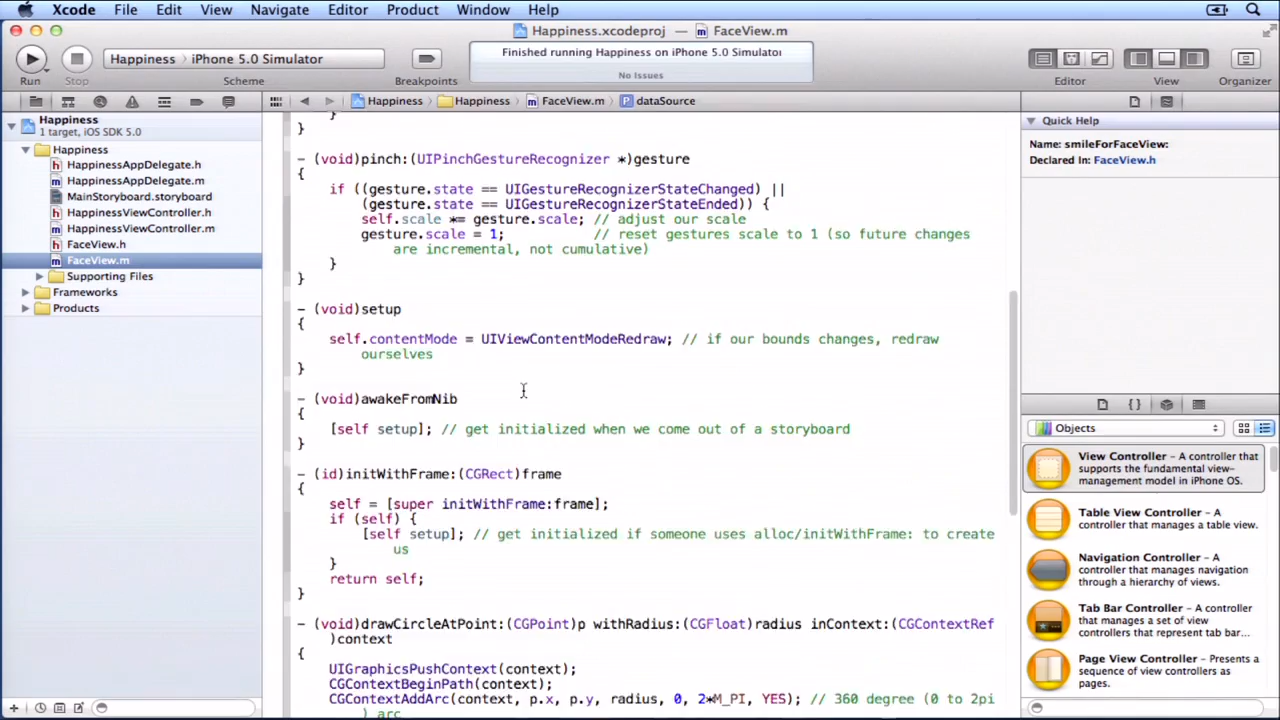 Xcode File Edit View Navigate Editor Product Window Help
Happiness.xcodeproj — FaceView.m
Happiness › iPhone 5.0 Simulator
Finished running Happiness on iPhone 5.0 Simulator
No Issues
Run Stop Scheme Breakpoints Editor View Organizer
Happiness Happiness FaceView.m dataSource
Happiness
1 target, iOS SDK 5.0
Happiness
HappinessAppDelegate.h
HappinessAppDelegate.m
MainStoryboard.storyboard
HappinessViewController.h
HappinessViewController.m
FaceView.h
FaceView.m
Supporting Files
Frameworks
Products
}
}
- (void)pinch:(UIPinchGestureRecognizer *)gesture
{
if ((gesture.state == UIGestureRecognizerStateChanged) ||
(gesture.state == UIGestureRecognizerStateEnded)) {
self.scale *= gesture.scale; // adjust our scale
gesture.scale = 1; // reset gestures scale to 1 (so future changes
are incremental, not cumulative)
}
}
- (void)setup
{
self.contentMode = UIViewContentModeRedraw; // if our bounds changes, redraw
ourselves
}
- (void)awakeFromNib
{
[self setup]; // get initialized when we come out of a storyboard
}
- (id)initWithFrame:(CGRect)frame
{
self = [super initWithFrame:frame];
if (self) {
[self setup]; // get initialized if someone uses alloc/initWithFrame: to create
us
}
return self;
}
- (void)drawCircleAtPoint:(CGPoint)p withRadius:(CGFloat)radius inContext:(CGContextRef
)context
{
UIGraphicsPushContext(context);
CGContextBeginPath(context);
CGContextAddArc(context, p.x, p.y, radius, 0, 2*M_PI, YES); // 360 degree (0 to 2pi
) arc
Quick Help
Name: smileForFaceView:
Declared In: FaceView.h
Objects
View Controller – A controller that
supports the fundamental view-
management model in iPhone OS.
Table View Controller – A
controller that manages a table view.
Navigation Controller – A
controller that manages navigation
through a hierarchy of views.
Tab Bar Controller – A controller
that manages a set of view
controllers that represent tab bar...
Page View Controller – Presents a
sequence of view controllers as
pages.